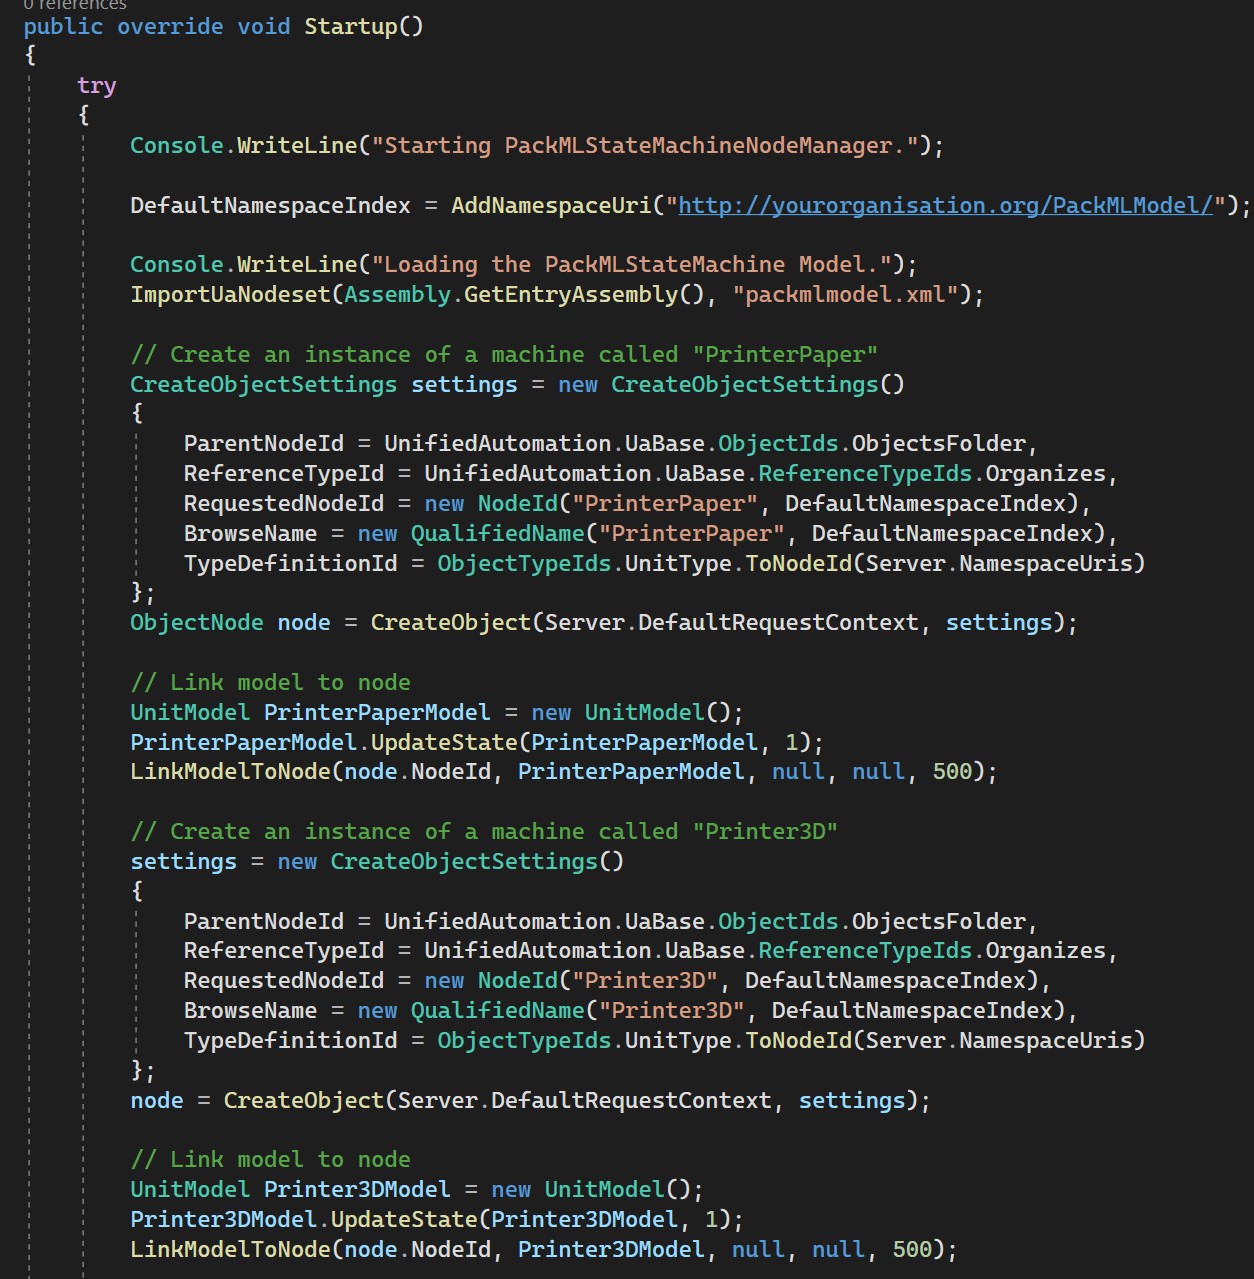 0 references
public override void Startup()
{
try
{
Console.WriteLine("Starting PackMLStateMachineNodeManager.");
DefaultNamespaceIndex = AddNamespaceUri("http://yourorganisation.org/PackMLModel/");
Console.WriteLine("Loading the PackMLStateMachine Model.");
ImportUaNodeset(Assembly.GetEntryAssembly(), "packmlmodel.xml");
// Create an instance of a machine called "PrinterPaper"
CreateObjectSettings settings = new CreateObjectSettings()
{
ParentNodeId = UnifiedAutomation.UaBase.ObjectIds.ObjectsFolder,
ReferenceTypeId = UnifiedAutomation.UaBase.ReferenceTypeIds.Organizes,
RequestedNodeId = new NodeId("PrinterPaper", DefaultNamespaceIndex),
BrowseName = new QualifiedName("PrinterPaper", DefaultNamespaceIndex),
TypeDefinitionId = ObjectTypeIds.UnitType.ToNodeId(Server.NamespaceUris)
};
ObjectNode node = CreateObject(Server.DefaultRequestContext, settings);
// Link model to node
UnitModel PrinterPaperModel = new UnitModel();
PrinterPaperModel.UpdateState(PrinterPaperModel, 1);
LinkModelToNode(node.NodeId, PrinterPaperModel, null, null, 500);
// Create an instance of a machine called "Printer3D"
settings = new CreateObjectSettings()
{
ParentNodeId = UnifiedAutomation.UaBase.ObjectIds.ObjectsFolder,
ReferenceTypeId = UnifiedAutomation.UaBase.ReferenceTypeIds.Organizes,
RequestedNodeId = new NodeId("Printer3D", DefaultNamespaceIndex),
BrowseName = new QualifiedName("Printer3D", DefaultNamespaceIndex),
TypeDefinitionId = ObjectTypeIds.UnitType.ToNodeId(Server.NamespaceUris)
};
node = CreateObject(Server.DefaultRequestContext, settings);
// Link model to node
UnitModel Printer3DModel = new UnitModel();
Printer3DModel.UpdateState(Printer3DModel, 1);
LinkModelToNode(node.NodeId, Printer3DModel, null, null, 500);